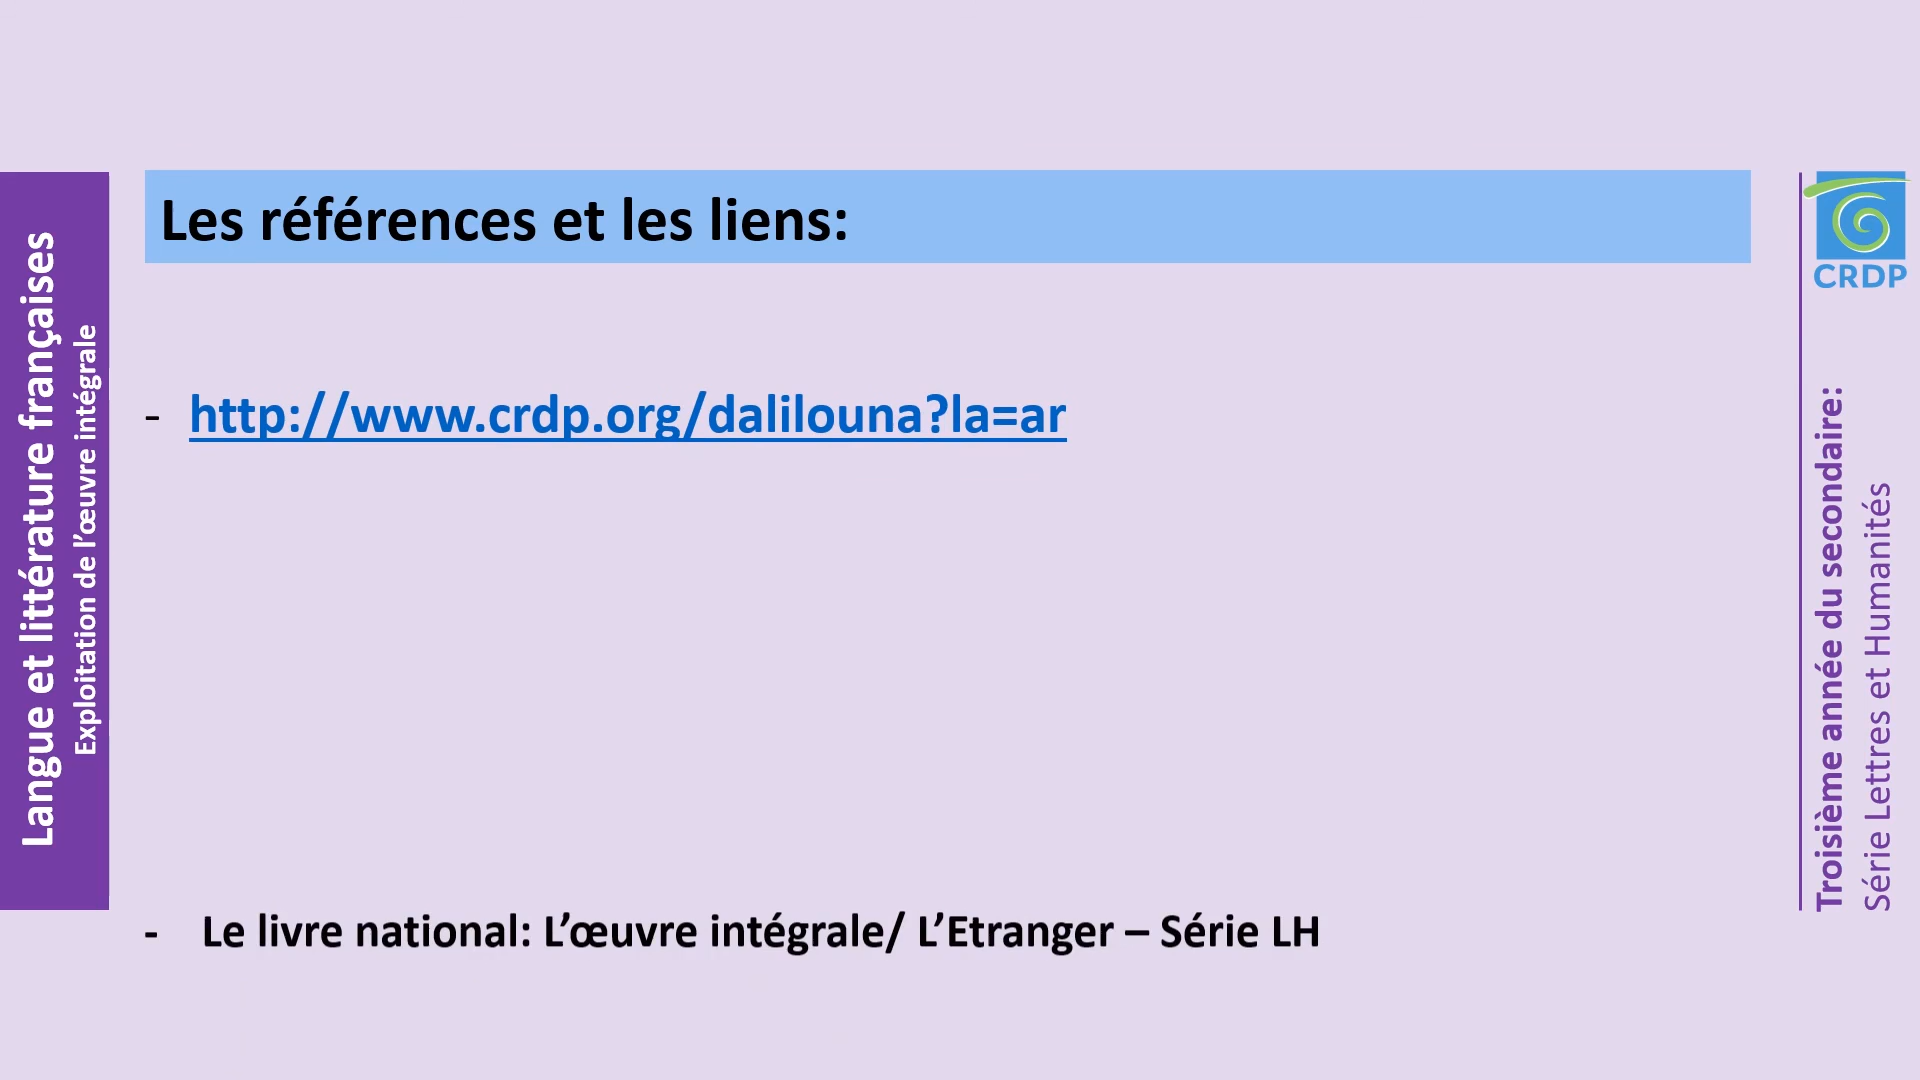 Langue et littérature françaises
Exploitation de l’œuvre intégrale
Les références et les liens:
- http://www.crdp.org/dalilouna?la=ar
- Le livre national: L’œuvre intégrale/ L’Etranger – Série LH
CRDP
Troisième année du secondaire:
Série Lettres et Humanités